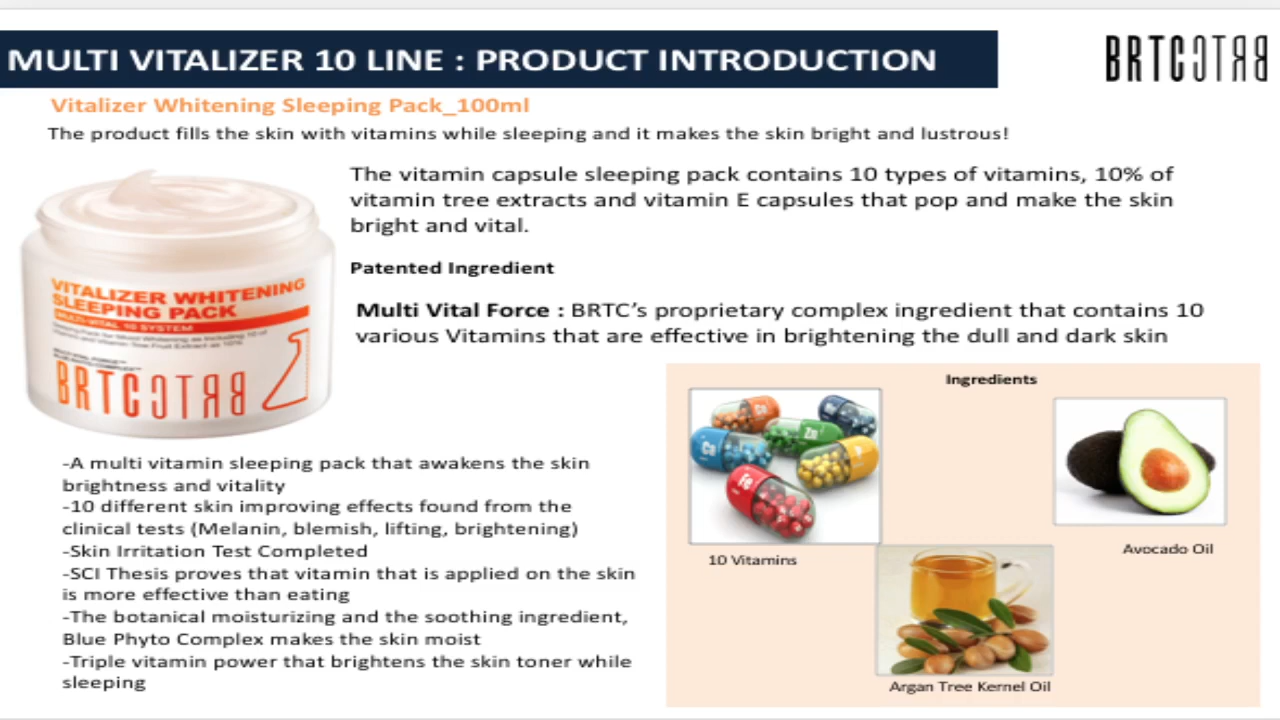 MULTI VITALIZER 10 LINE : PRODUCT INTRODUCTION
BRTC
Vitalizer Whitening Sleeping Pack_100ml
The product fills the skin with vitamins while sleeping and it makes the skin bright and lustrous!
The vitamin capsule sleeping pack contains 10 types of vitamins, 10% of
vitamin tree extracts and vitamin E capsules that pop and make the skin
bright and vital.
Patented Ingredient
Multi Vital Force : BRTC’s proprietary complex ingredient that contains 10
various Vitamins that are effective in brightening the dull and dark skin
VITALIZER WHITENING
SLEEPING PACK
MULTI-VITAL 10 SYSTEM
BRTC
-A multi vitamin sleeping pack that awakens the skin
brightness and vitality
-10 different skin improving effects found from the
clinical tests (Melanin, blemish, lifting, brightening)
-Skin Irritation Test Completed
-SCI Thesis proves that vitamin that is applied on the skin
is more effective than eating
-The botanical moisturizing and the soothing ingredient,
Blue Phyto Complex makes the skin moist
-Triple vitamin power that brightens the skin toner while
sleeping
Ingredients
Zn
Ca
Fe
10 Vitamins
Avocado Oil
Argan Tree Kernel Oil